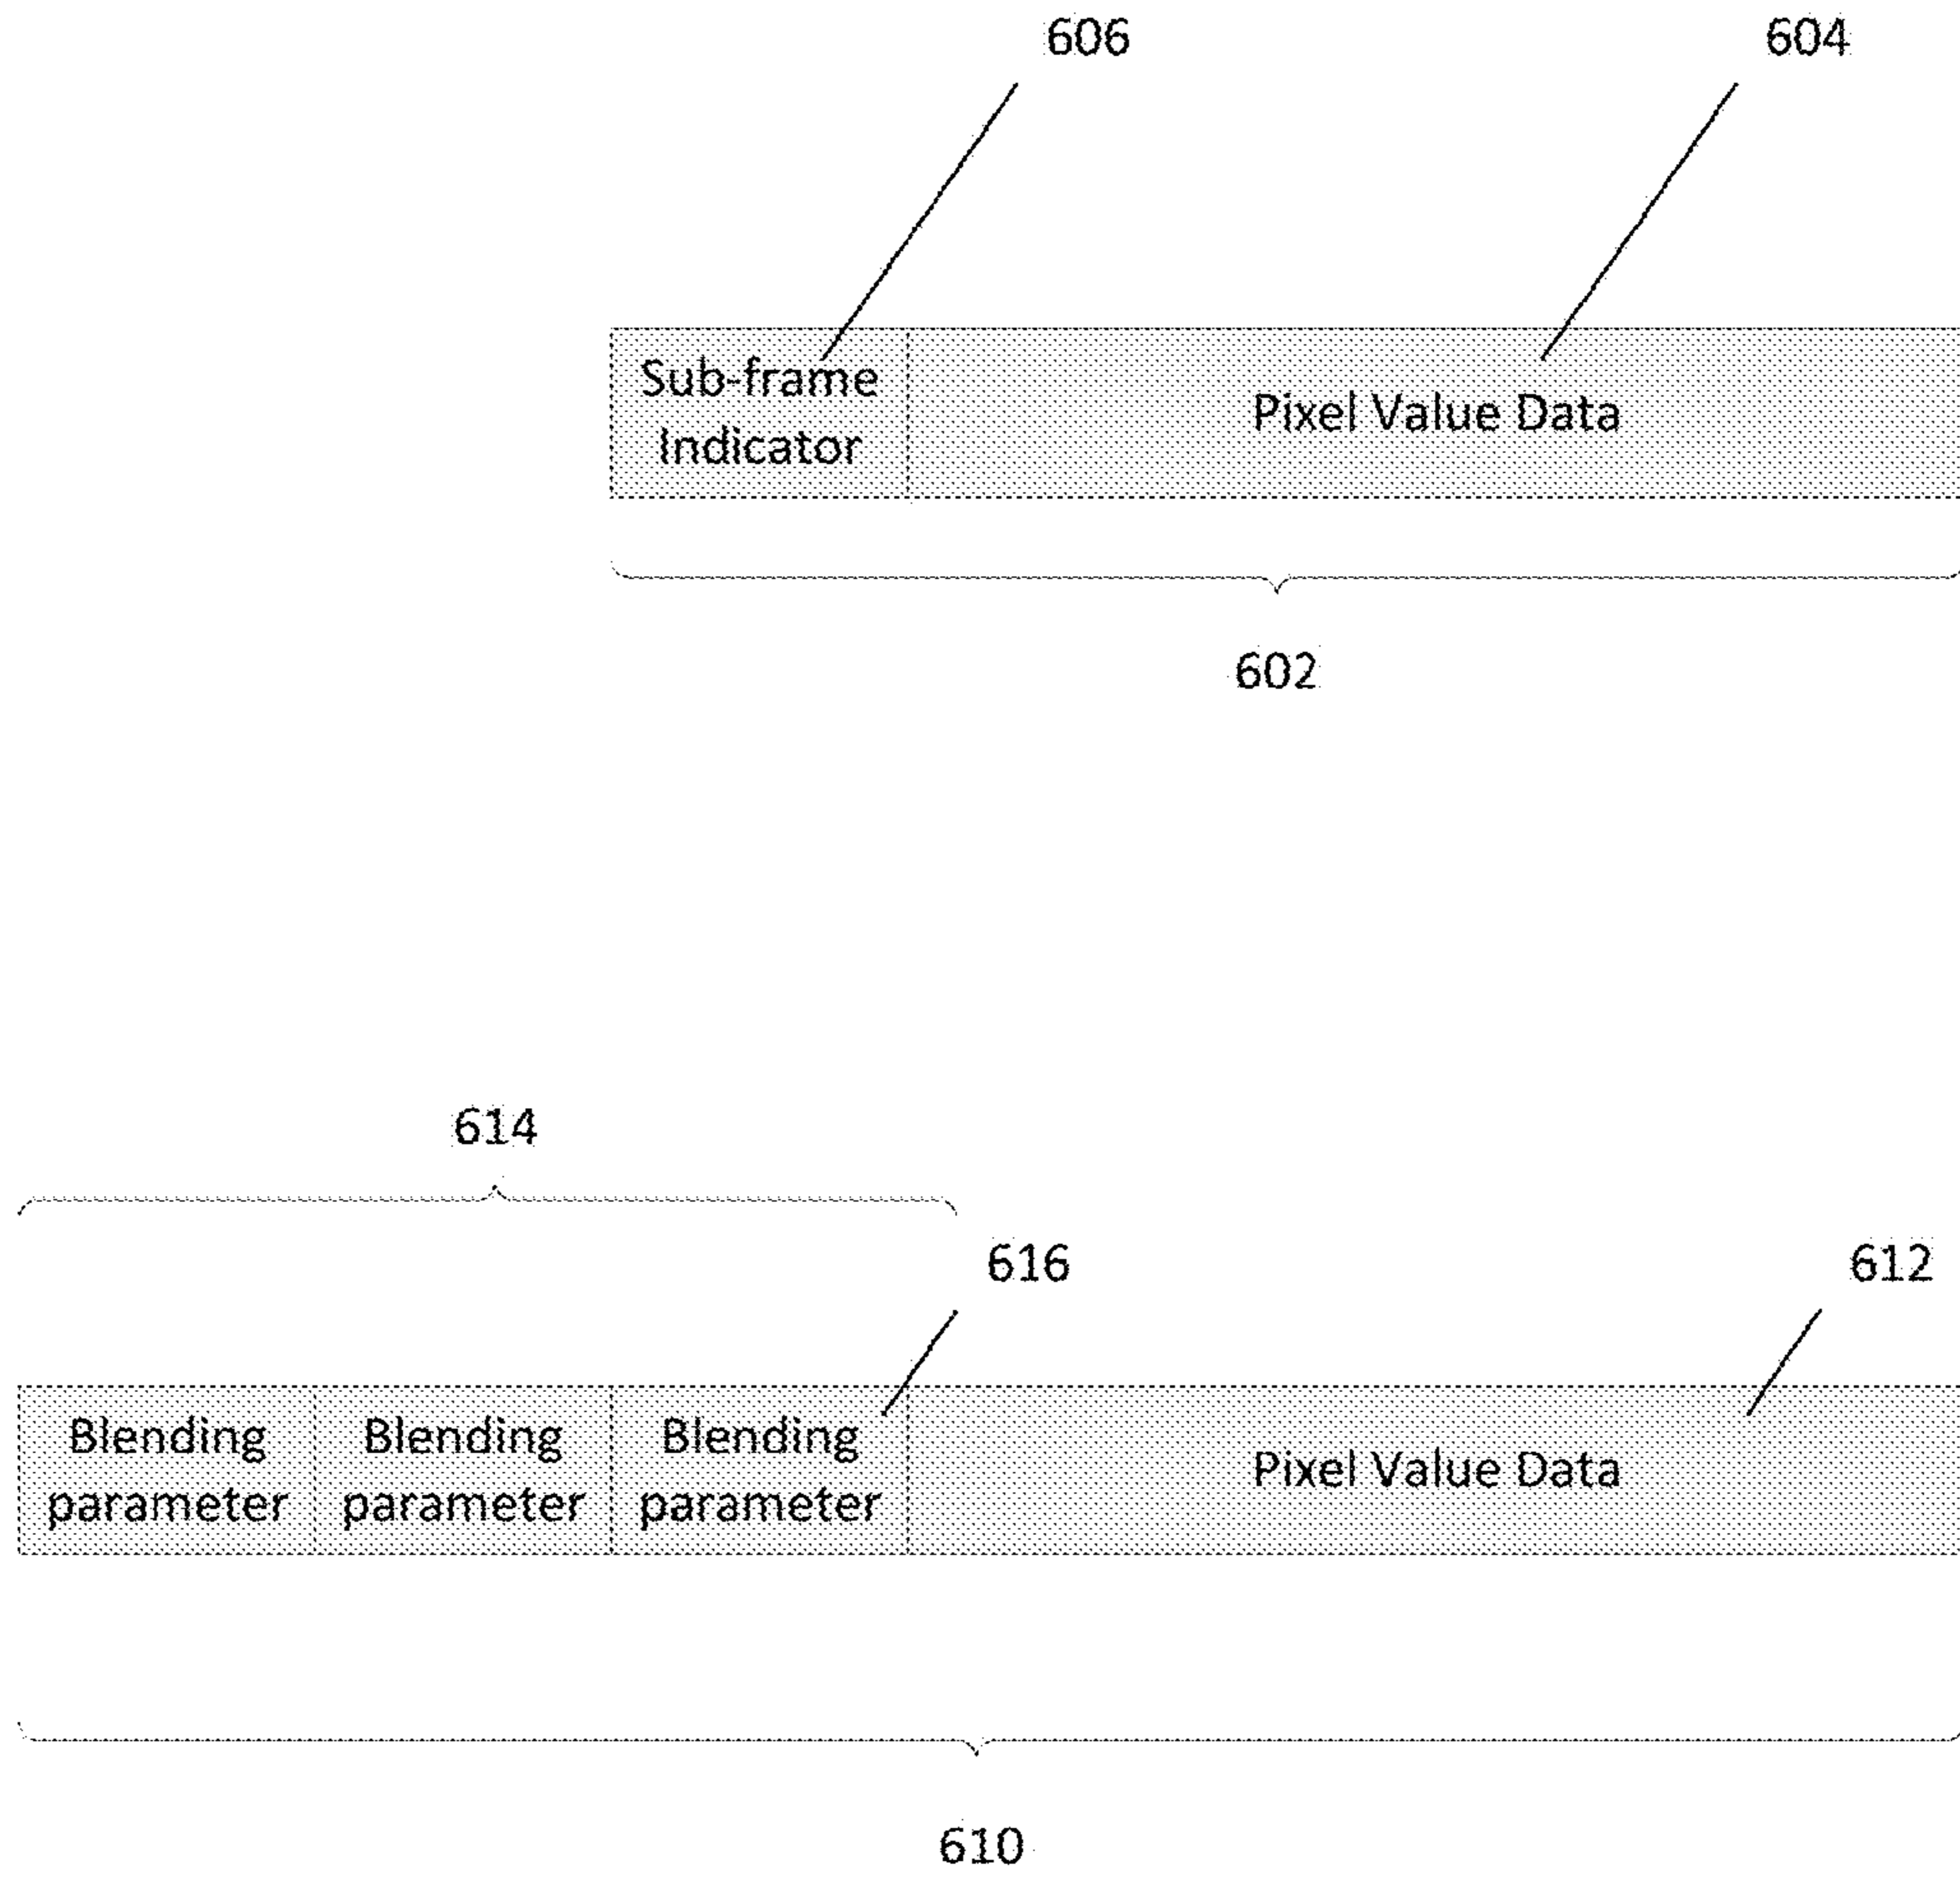 606
604
Sub-frame
Indicator
Pixel Value Data
602
614
616
612
Blending
parameter
Blending
parameter
Blending
parameter
Pixel Value Data
610